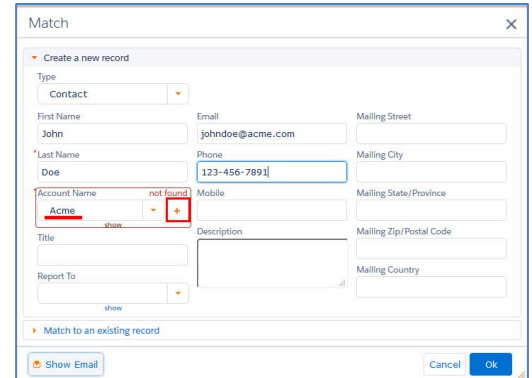 Match
Create a new record
Type
Contact
First Name
John
Email
johndoe@acme.com
Mailing Street
*Last Name
Doe
Phone
123-456-7891
Mailing City
*Account Name not found
Acme
+
show
Mobile
Mailing State/Province
Title
Description
Mailing Zip/Postal Code
Report To
show
Mailing Country
Match to an existing record
Show Email
Cancel
Ok